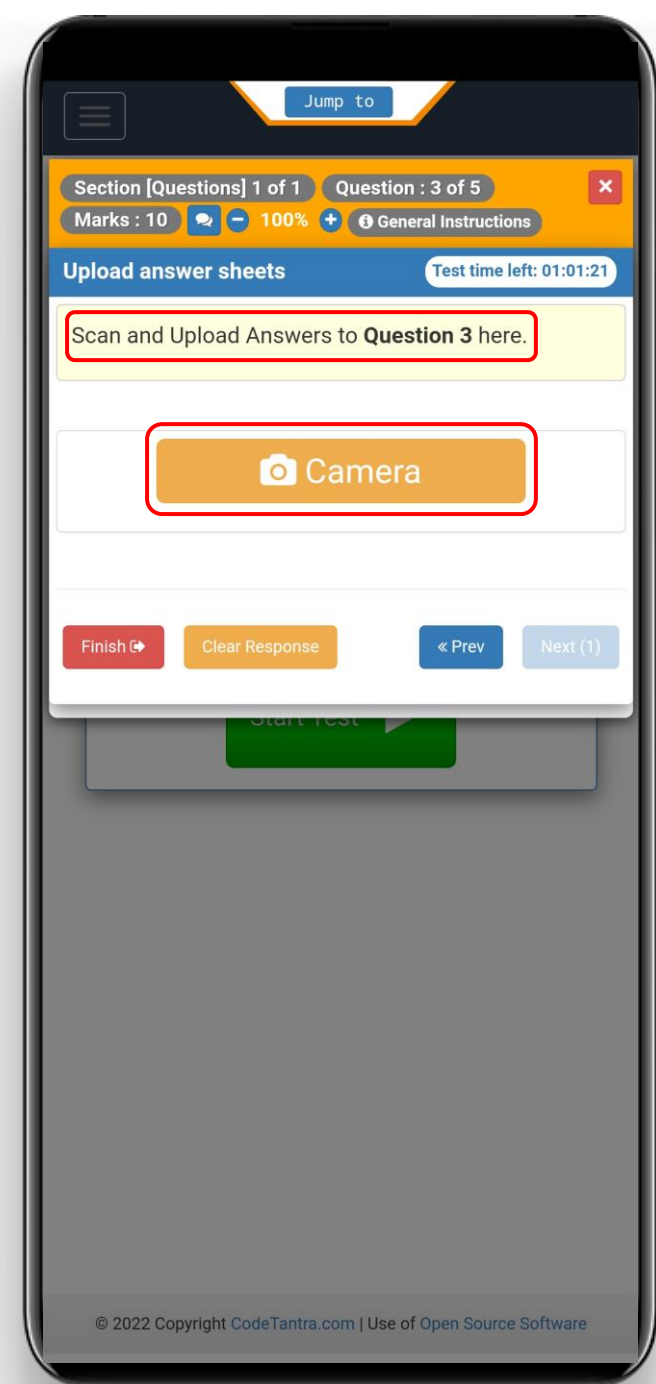 Jump to
Section [Questions] 1 of 1 Question : 3 of 5
Marks : 10 100% General Instructions
Upload answer sheets Test time left: 01:01:21
Scan and Upload Answers to Question 3 here.
Camera
Finish Clear Response « Prev Next (1)
Start Test
© 2022 Copyright CodeTantra.com | Use of Open Source Software